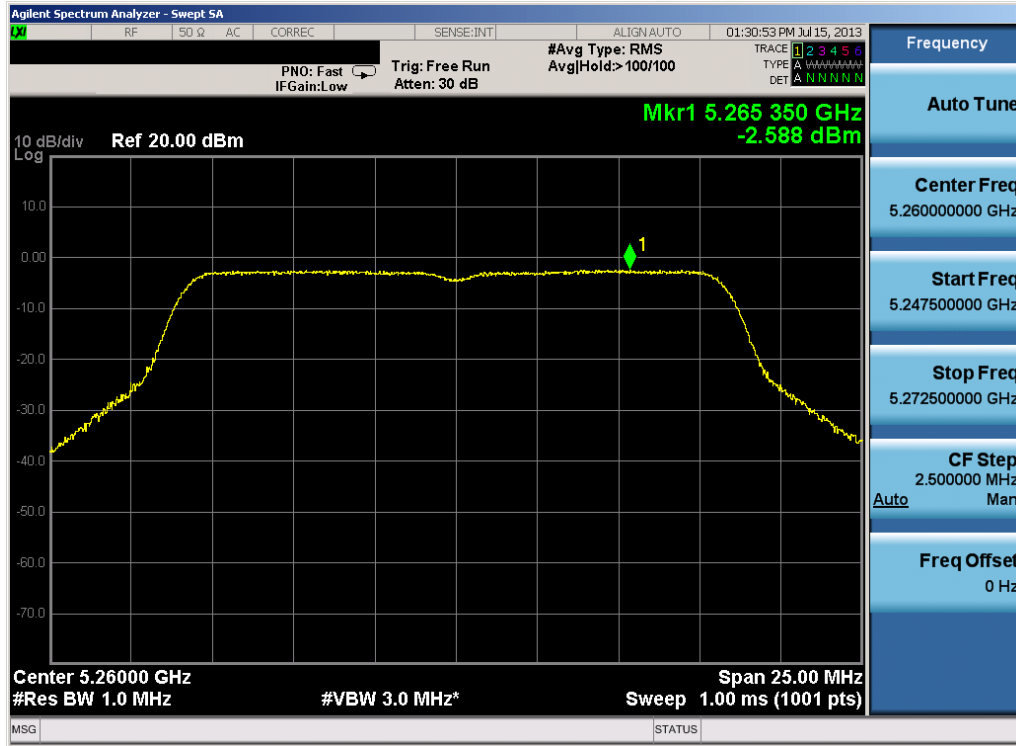 Agilent Spectrum Analyzer - Swept SA
LXI RF 50 Ω AC CORREC SENSE:INT ALIGN AUTO 01:30:53 PM Jul 15, 2013
PNO: Fast
IFGain:Low
Trig: Free Run
Atten: 30 dB
#Avg Type: RMS
Avg|Hold:> 100/100
TRACE 1 2 3 4 5 6
TYPE A WWWWW
DET A N N N N N
Mkr1 5.265 350 GHz
-2.588 dBm
10 dB/div Ref 20.00 dBm
Log
10.0
0.00
-10.0
-20.0
-30.0
-40.0
-50.0
-60.0
-70.0
1
Center 5.26000 GHz Span 25.00 MHz
#Res BW 1.0 MHz #VBW 3.0 MHz* Sweep 1.00 ms (1001 pts)
MSG STATUS
Frequency
Auto Tune
Center Freq
5.260000000 GHz
Start Freq
5.247500000 GHz
Stop Freq
5.272500000 GHz
CF Step
2.500000 MHz
Auto Man
Freq Offset
0 Hz